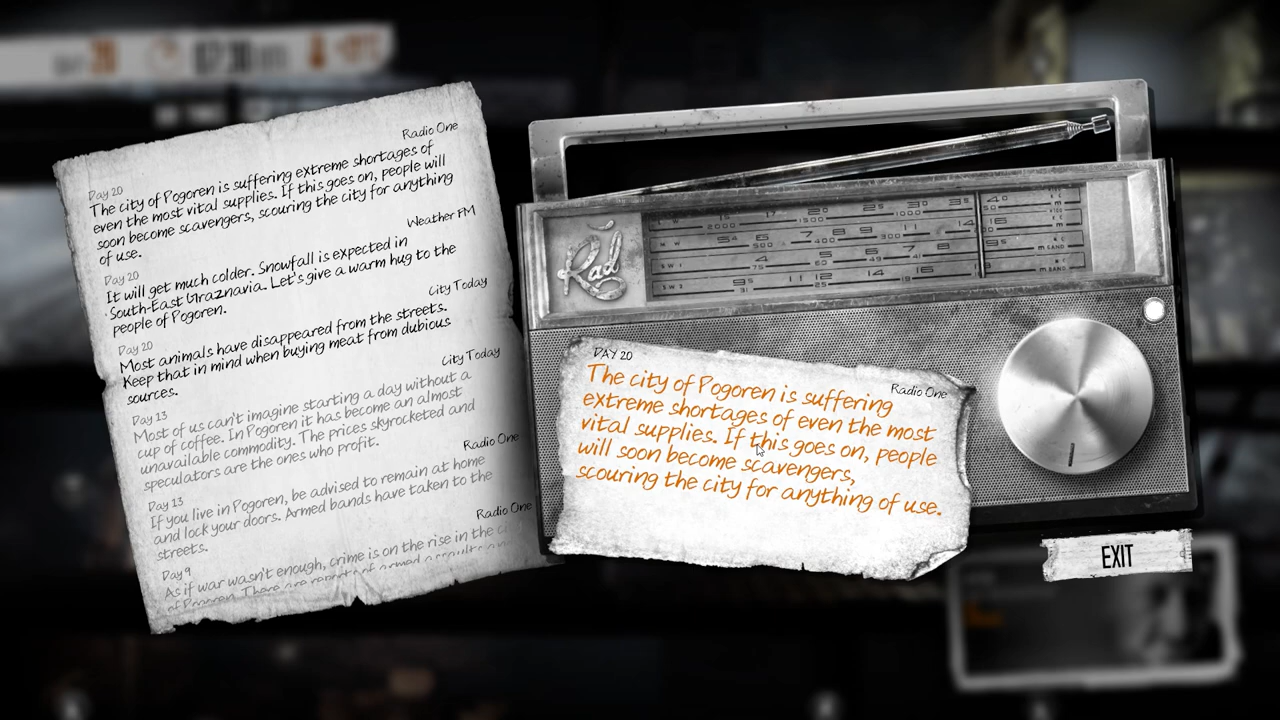 Radio One
Day 20
The city of Pogoren is suffering extreme shortages of
even the most vital supplies. If this goes on, people will
soon become scavengers, scouring the city for anything
of use.
Weather FM
Day 20
It will get much colder. Snowfall is expected in
South-East Graznavia. Let's give a warm hug to the
people of Pogoren.
City Today
Day 20
Most animals have disappeared from the streets.
Keep that in mind when buying meat from dubious
sources.
City Today
Day 13
Most of us can't imagine starting a day without a
cup of coffee. In Pogoren it has become an almost
unavailable commodity. The prices skyrocketed and
speculators are the ones who profit.
Radio One
Day 13
If you live in Pogoren, be advised to remain at home
and lock your doors. Armed bands have taken to the
streets.
Radio One
Day 9
As if war wasn't enough, crime is on the rise in the
of Pogoren. There are reports of armed assaults and
Rad
DAY 20
Radio One
The city of Pogoren is suffering
extreme shortages of even the most
vital supplies. If this goes on, people
will soon become scavengers,
scouring the city for anything of use.
EXIT